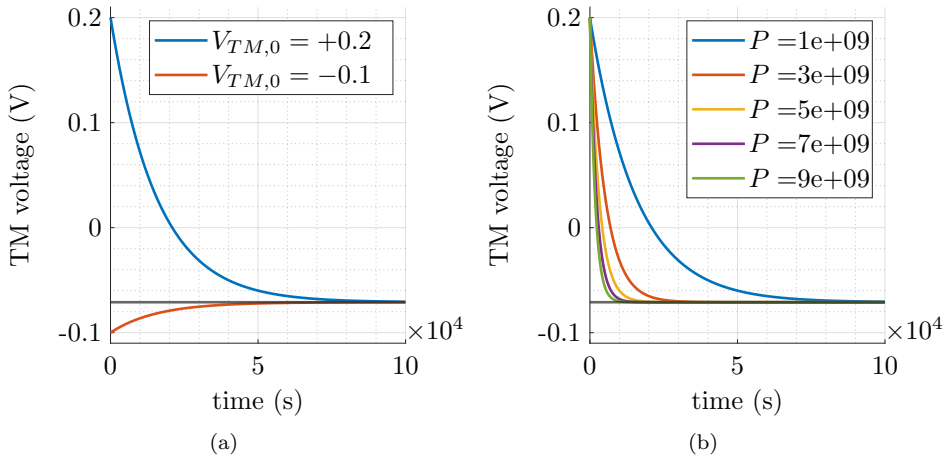 0.2
0.1
0
-0.1
0
5
10
×10^4
TM voltage (V)
time (s)
V_{TM,0} = +0.2
V_{TM,0} = −0.1
(a)
0.2
0.1
0
-0.1
0
5
10
×10^4
TM voltage (V)
time (s)
P =1e+09
P =3e+09
P =5e+09
P =7e+09
P =9e+09
(b)